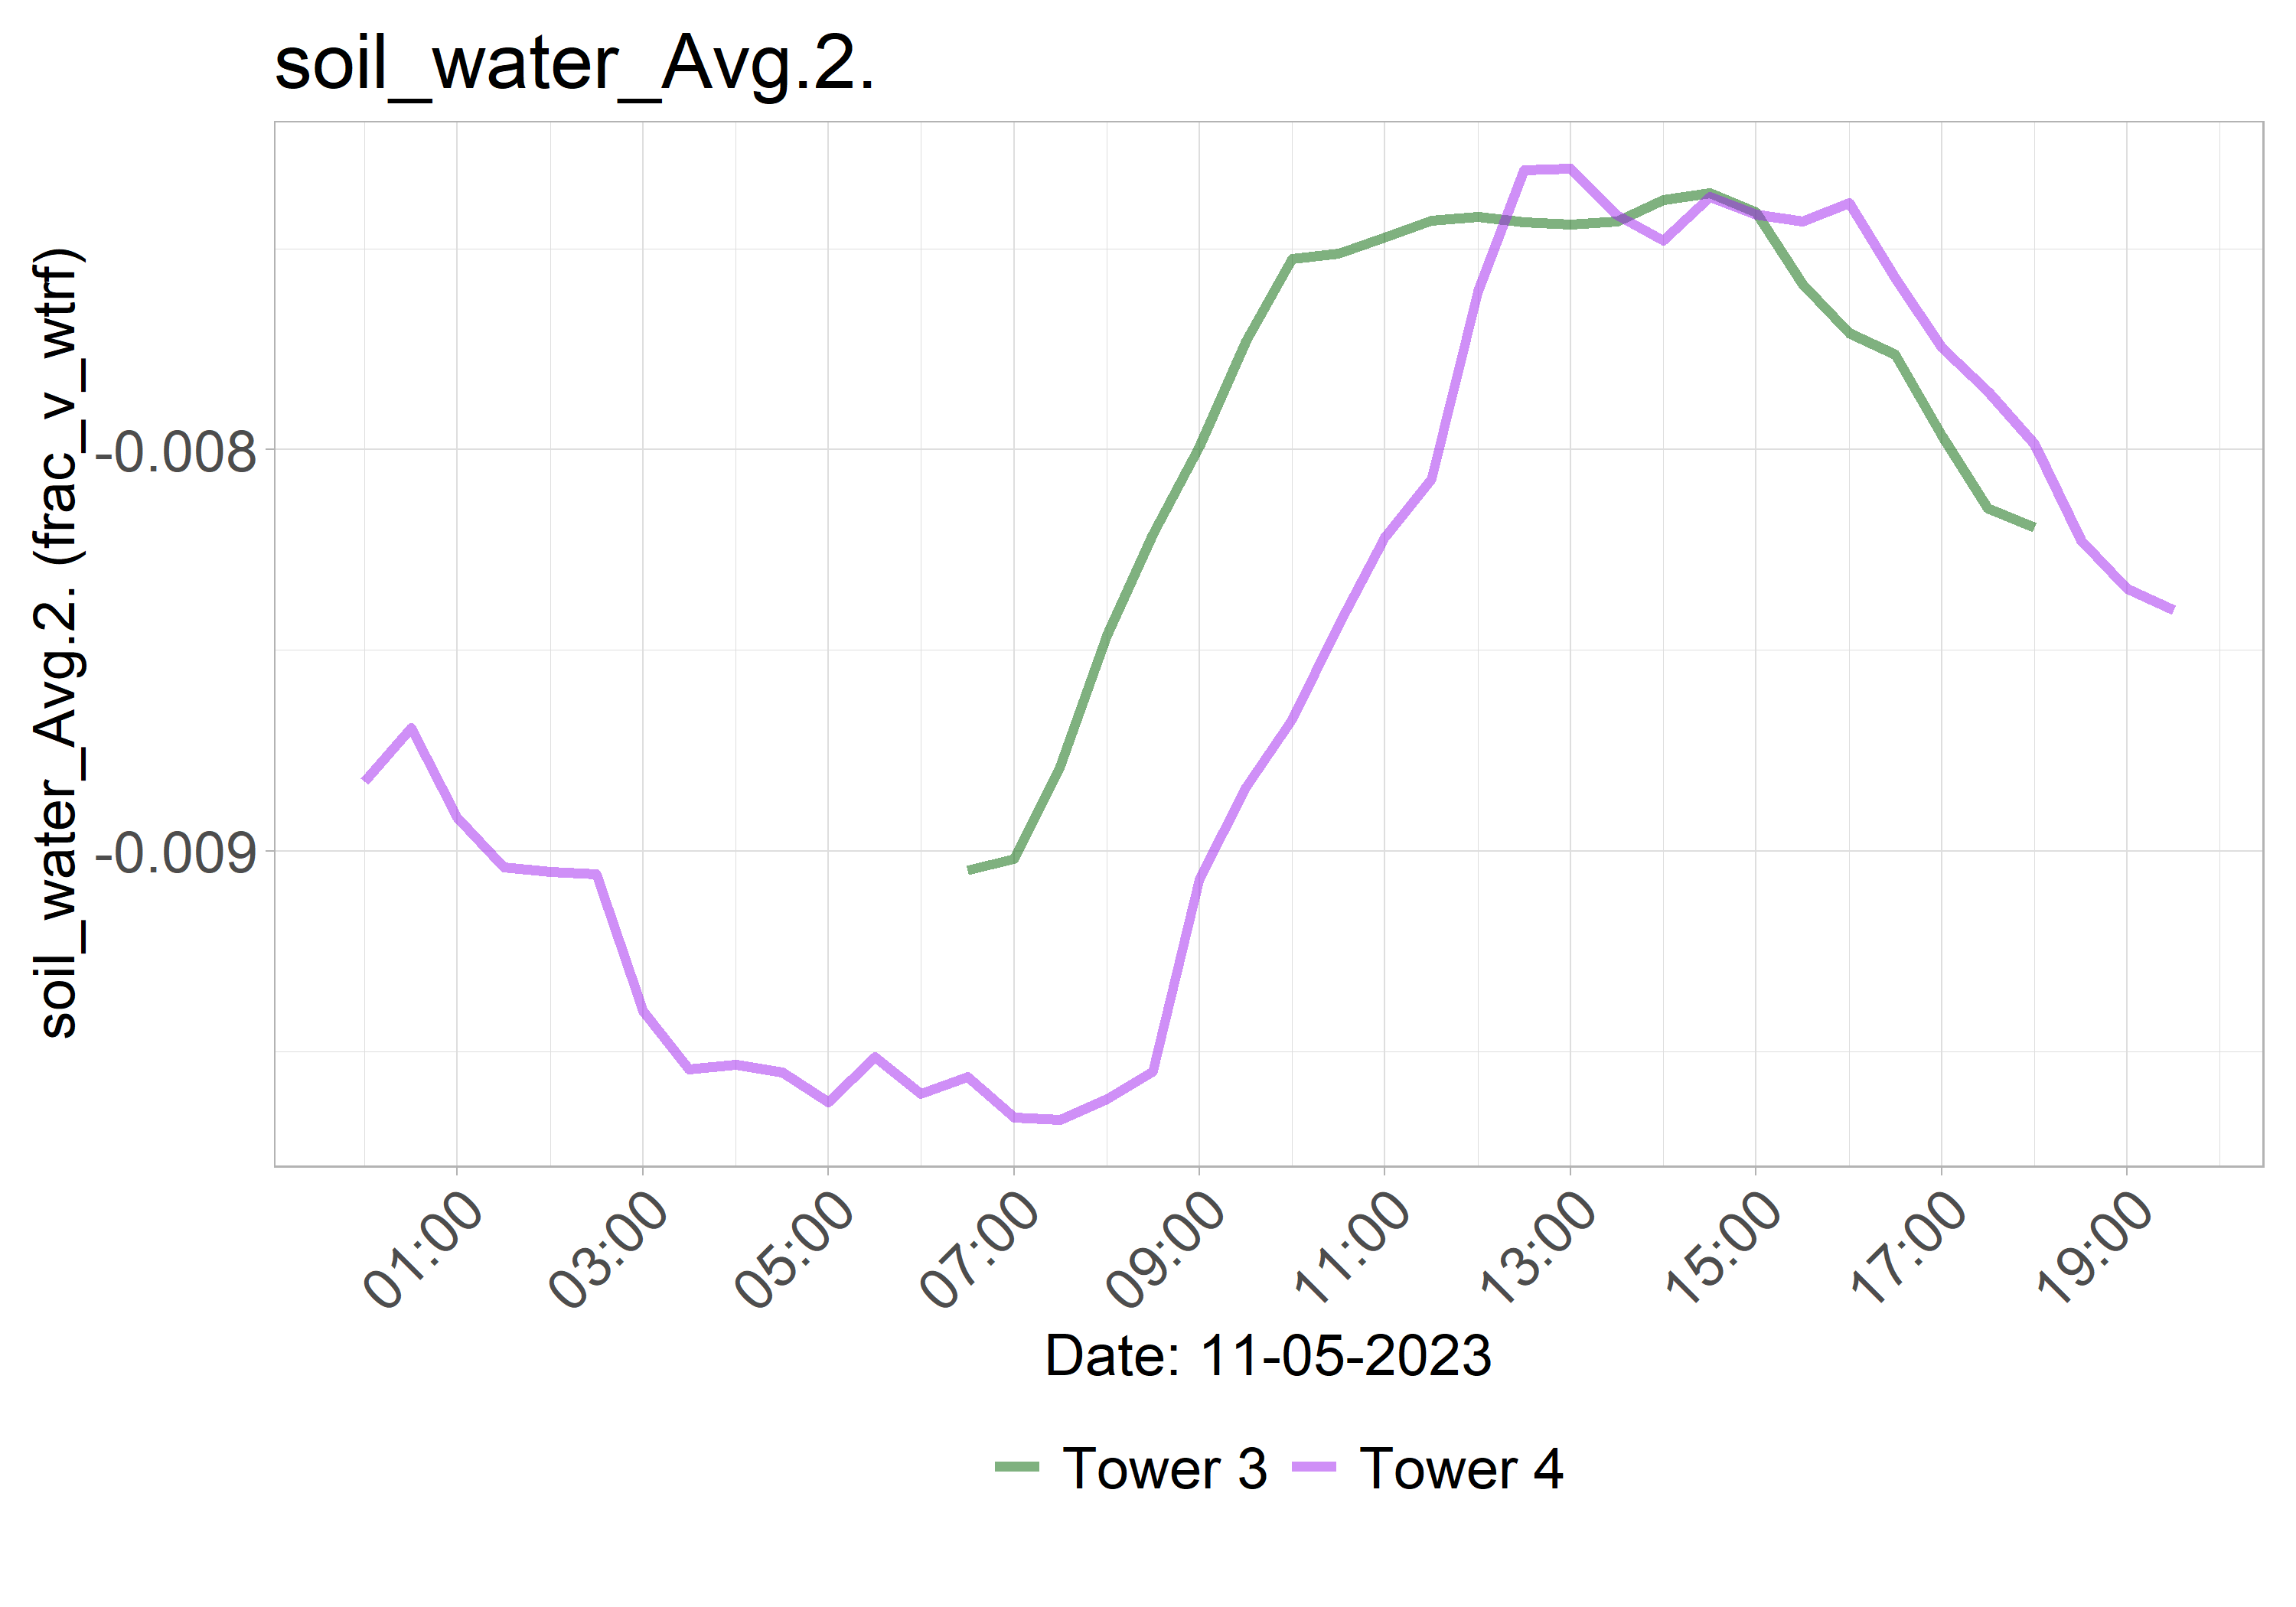 soil_water_Avg.2.
soil_water_Avg.2. (frac_v_wtrf)
-0.008
-0.009
01:00
03:00
05:00
07:00
09:00
11:00
13:00
15:00
17:00
19:00
Date: 11-05-2023
Tower 3
Tower 4